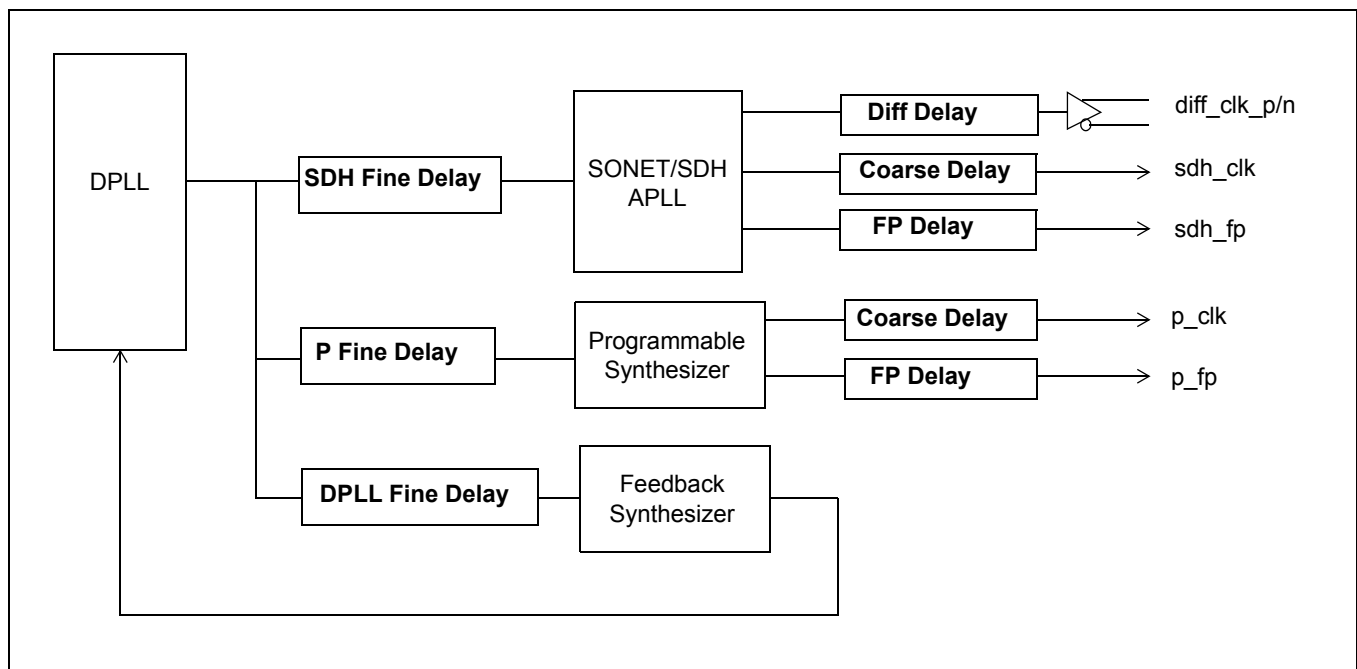 DPLL
SDH Fine Delay
SONET/SDH
APLL
Diff Delay
diff_clk_p/n
Coarse Delay
sdh_clk
FP Delay
sdh_fp
P Fine Delay
Programmable
Synthesizer
Coarse Delay
p_clk
FP Delay
p_fp
DPLL Fine Delay
Feedback
Synthesizer